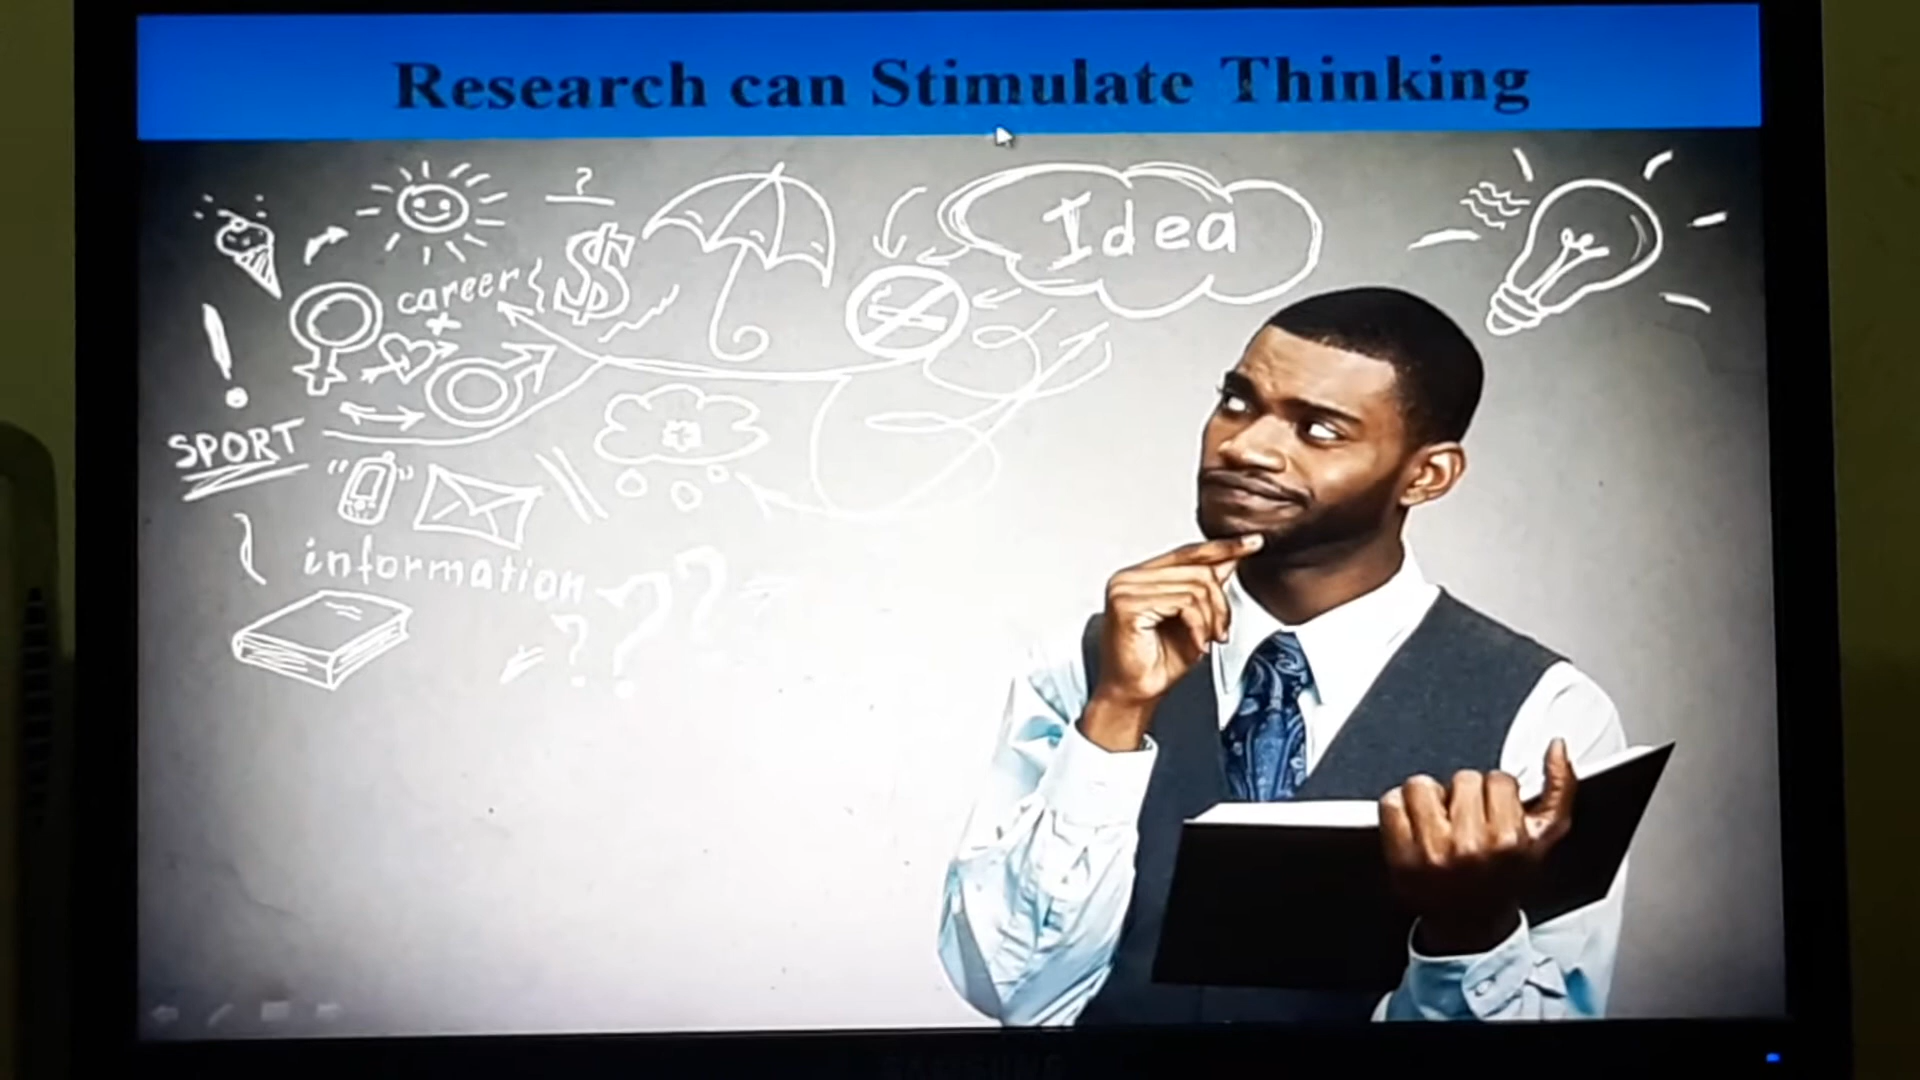 Research can Stimulate Thinking
?
Idea
$
career
!
SPORT
" "
information
? ? ?